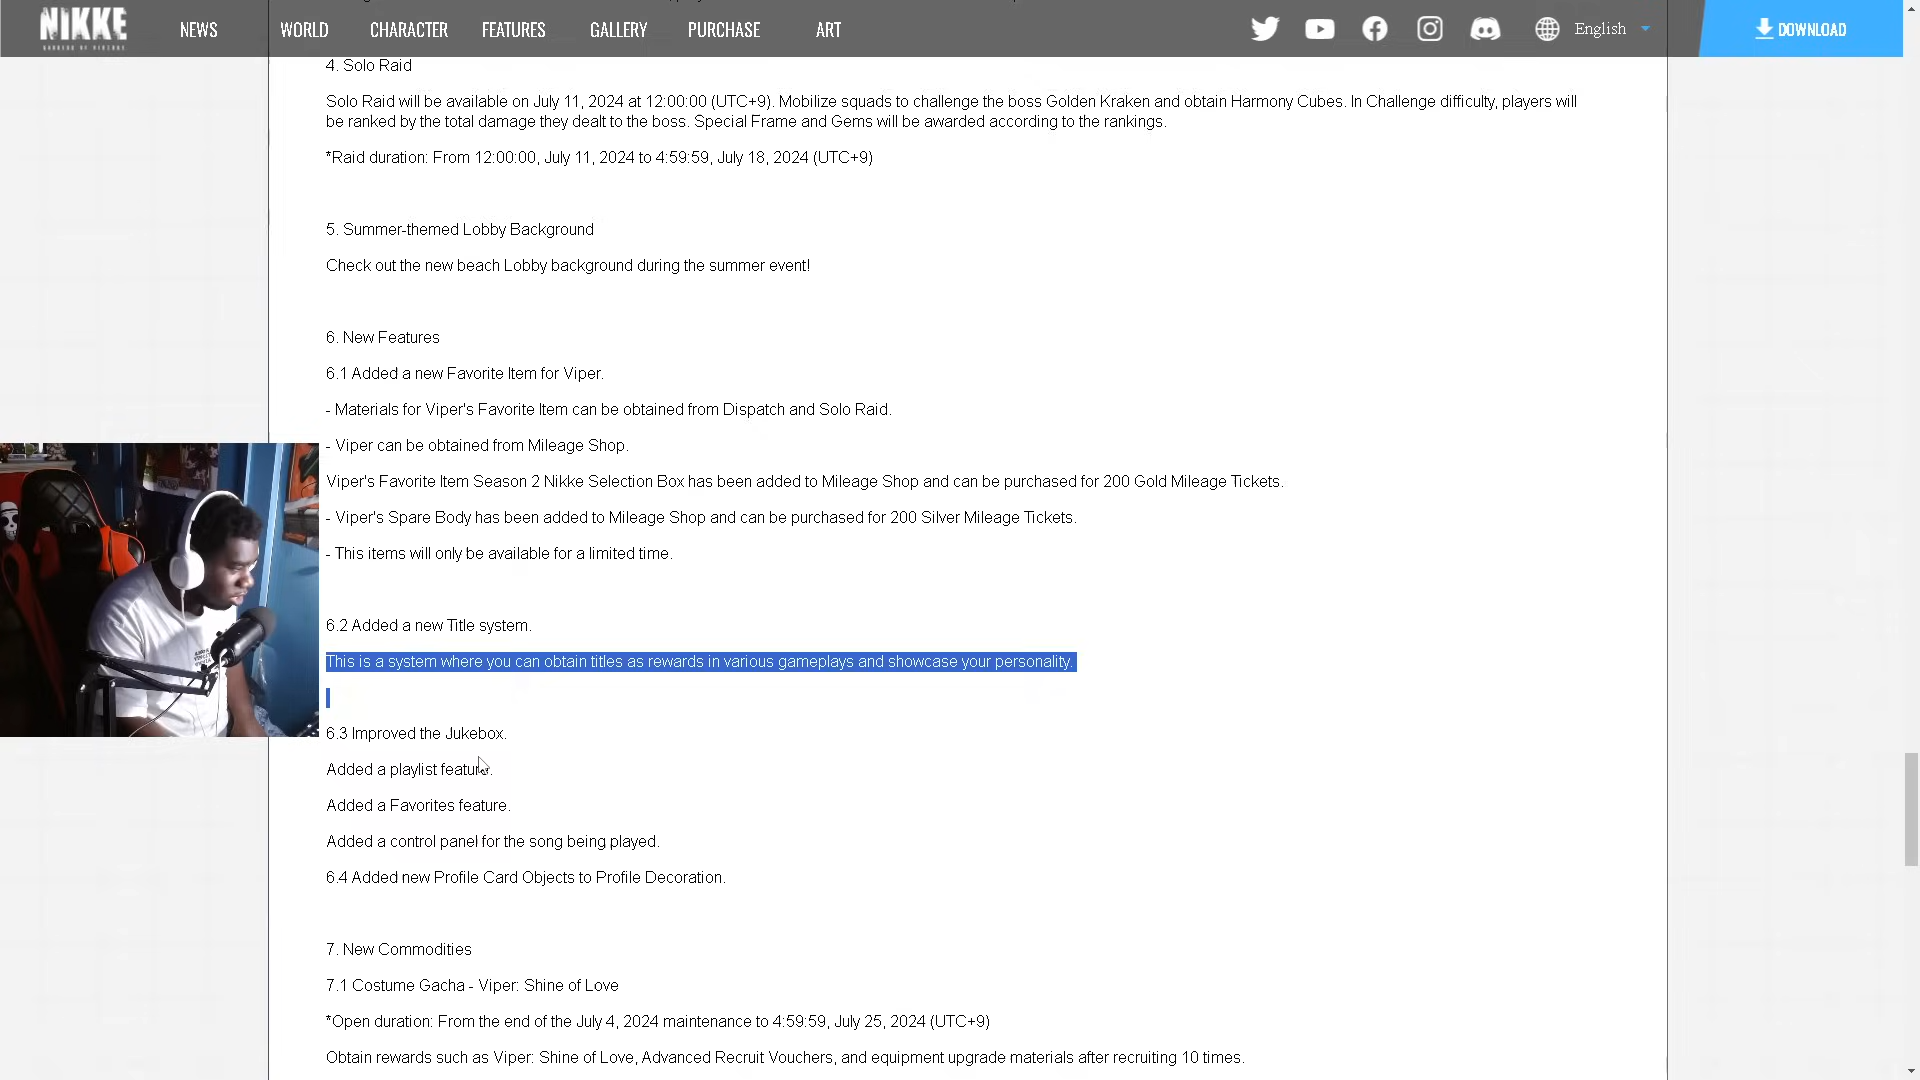 NIKKE
GODDESS OF VICTORY
NEWS
WORLD
CHARACTER
FEATURES
GALLERY
PURCHASE
ART
English
DOWNLOAD
4. Solo Raid
Solo Raid will be available on July 11, 2024 at 12:00:00 (UTC+9). Mobilize squads to challenge the boss Golden Kraken and obtain Harmony Cubes. In Challenge difficulty, players will
be ranked by the total damage they dealt to the boss. Special Frame and Gems will be awarded according to the rankings.
*Raid duration: From 12:00:00, July 11, 2024 to 4:59:59, July 18, 2024 (UTC+9)
5. Summer-themed Lobby Background
Check out the new beach Lobby background during the summer event!
6. New Features
6.1 Added a new Favorite Item for Viper.
- Materials for Viper's Favorite Item can be obtained from Dispatch and Solo Raid.
- Viper can be obtained from Mileage Shop.
Viper's Favorite Item Season 2 Nikke Selection Box has been added to Mileage Shop and can be purchased for 200 Gold Mileage Tickets.
- Viper's Spare Body has been added to Mileage Shop and can be purchased for 200 Silver Mileage Tickets.
- This items will only be available for a limited time.
6.2 Added a new Title system.
This is a system where you can obtain titles as rewards in various gameplays and showcase your personality.
6.3 Improved the Jukebox.
Added a playlist feature.
Added a Favorites feature.
Added a control panel for the song being played.
6.4 Added new Profile Card Objects to Profile Decoration.
7. New Commodities
7.1 Costume Gacha - Viper: Shine of Love
*Open duration: From the end of the July 4, 2024 maintenance to 4:59:59, July 25, 2024 (UTC+9)
Obtain rewards such as Viper: Shine of Love, Advanced Recruit Vouchers, and equipment upgrade materials after recruiting 10 times.